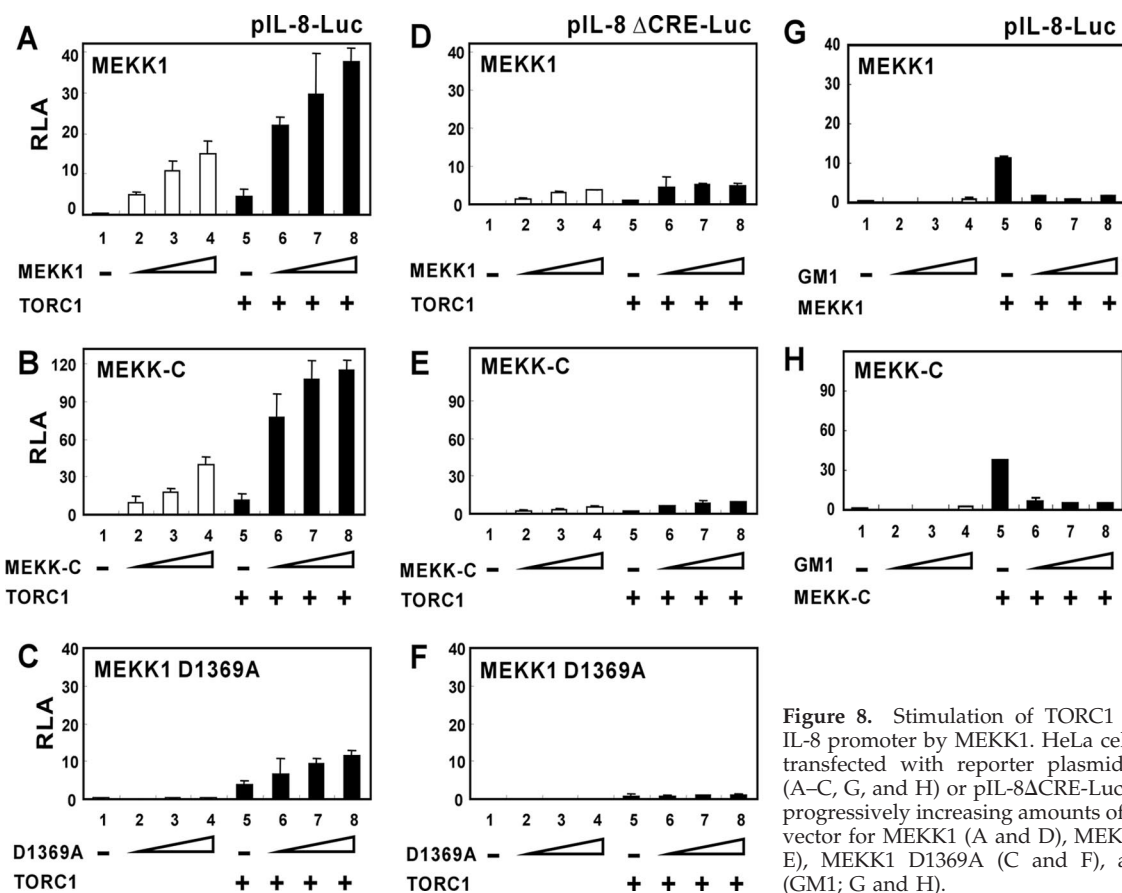 A
pIL-8-Luc
MEKK1
RLA
40
30
20
10
0
1 2 3 4 5 6 7 8
MEKK1 – –
TORC1 + + + +
B
MEKK-C
RLA
120
90
60
30
0
1 2 3 4 5 6 7 8
MEKK-C – –
TORC1 + + + +
C
MEKK1 D1369A
RLA
40
30
20
10
0
1 2 3 4 5 6 7 8
D1369A – –
TORC1 + + + +
D
pIL-8 ΔCRE-Luc
MEKK1
40
30
20
10
0
1 2 3 4 5 6 7 8
MEKK1 – –
TORC1 + + + +
E
MEKK-C
90
60
30
0
1 2 3 4 5 6 7 8
MEKK-C – –
TORC1 + + + +
F
MEKK1 D1369A
40
30
20
10
0
1 2 3 4 5 6 7 8
D1369A – –
TORC1 + + + +
G
pIL-8-Luc
MEKK1
40
30
20
10
0
1 2 3 4 5 6 7 8
GM1 – –
MEKK1 + + + +
H
MEKK-C
90
60
30
0
1 2 3 4 5 6 7 8
GM1 – –
MEKK-C + + + +
Figure 8. Stimulation of TORC1
IL-8 promoter by MEKK1. HeLa cel
transfected with reporter plasmid
(A–C, G, and H) or pIL-8ΔCRE-Luc
progressively increasing amounts of
vector for MEKK1 (A and D), MEK
E), MEKK1 D1369A (C and F), a
(GM1; G and H).